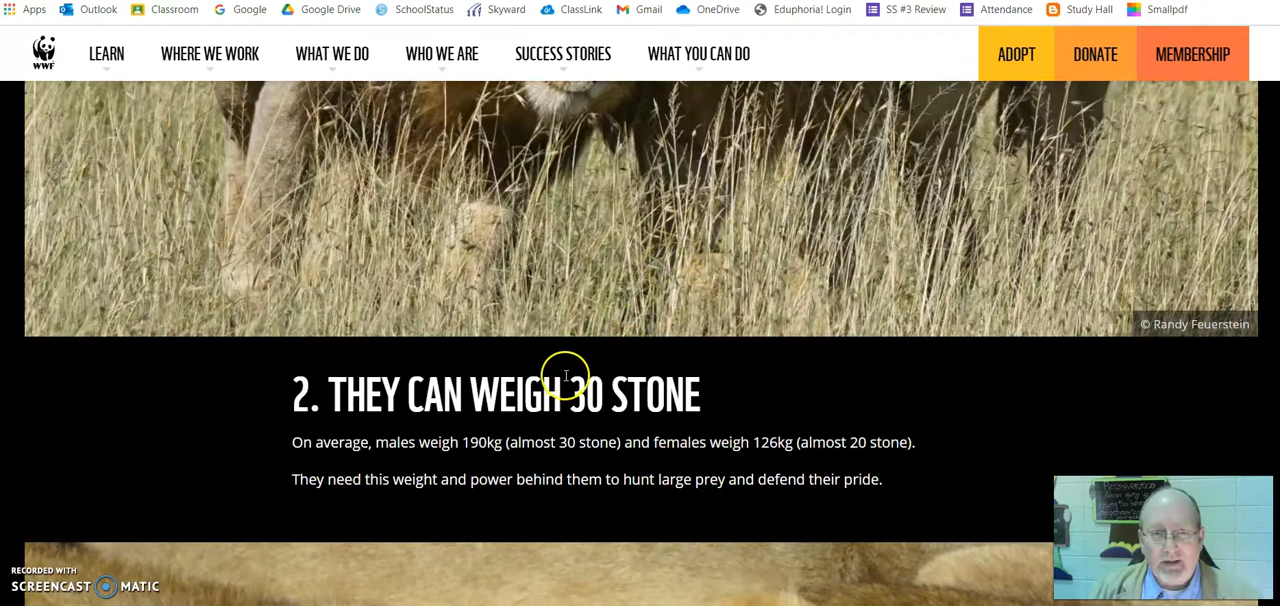 Apps Outlook Classroom Google Google Drive SchoolStatus Skyward ClassLink Gmail OneDrive Eduphoria! Login SS #3 Review Attendance Study Hall Smallpdf
WWF LEARN WHERE WE WORK WHAT WE DO WHO WE ARE SUCCESS STORIES WHAT YOU CAN DO ADOPT DONATE MEMBERSHIP
© Randy Feuerstein
2. THEY CAN WEIGH 30 STONE
On average, males weigh 190kg (almost 30 stone) and females weigh 126kg (almost 20 stone).
They need this weight and power behind them to hunt large prey and defend their pride.
RECORDED WITH
SCREENCAST MATIC